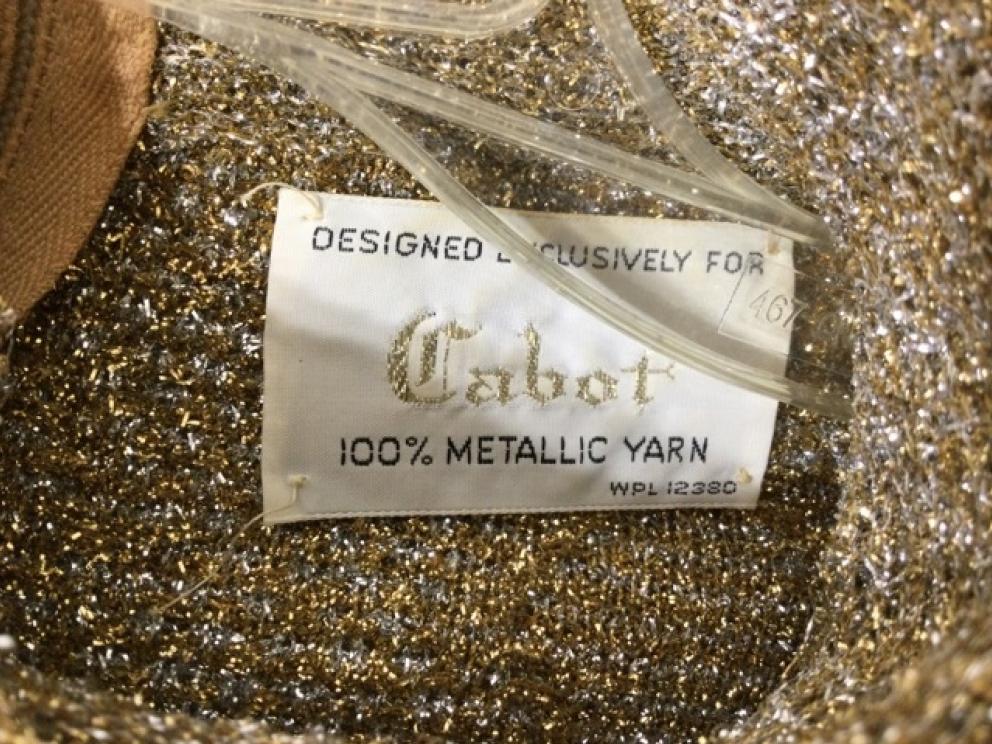 DESIGNED EXCLUSIVELY FOR
467
Cabot
100% METALLIC YARN
WPL 12380